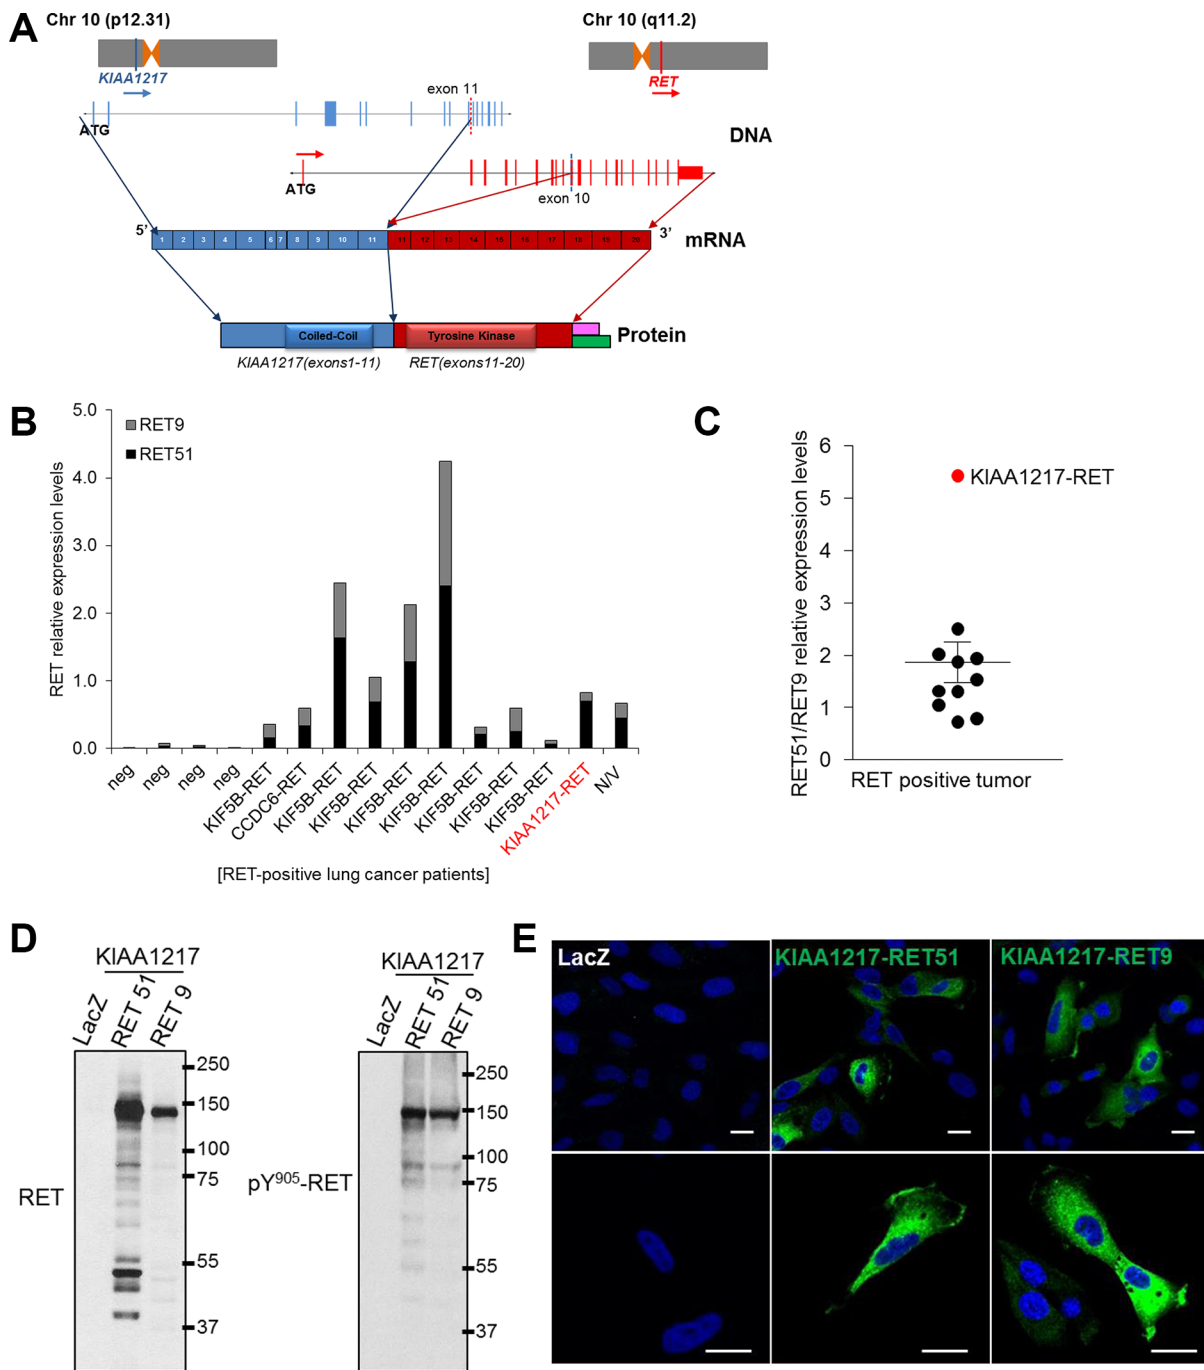 A
Chr 10 (p12.31)
Chr 10 (q11.2)
KIAA1217
RET
exon 11
ATG
DNA
ATG
exon 10
5’
1 2 3 4 5 6 7 8 9 10 11 11 12 13 14 15 16 17 18 19 20
3’
mRNA
Coiled-Coil
Tyrosine Kinase
Protein
KIAA1217(exons1-11)
RET(exons11-20)
B
RET relative expression levels
5.0
4.0
3.0
2.0
1.0
0.0
RET9
RET51
neg
neg
neg
neg
KIF5B-RET
CCDC6-RET
KIF5B-RET
KIF5B-RET
KIF5B-RET
KIF5B-RET
KIF5B-RET
KIF5B-RET
KIF5B-RET
KIAA1217-RET
N/V
[RET-positive lung cancer patients]
C
RET51/RET9 relative expression levels
6
5
4
3
2
1
0
KIAA1217-RET
RET positive tumor
D
KIAA1217
LacZ
RET 51
RET 9
250
150
100
75
55
37
RET
KIAA1217
LacZ
RET 51
RET 9
250
150
100
75
55
37
pY905-RET
E
LacZ
KIAA1217-RET51
KIAA1217-RET9